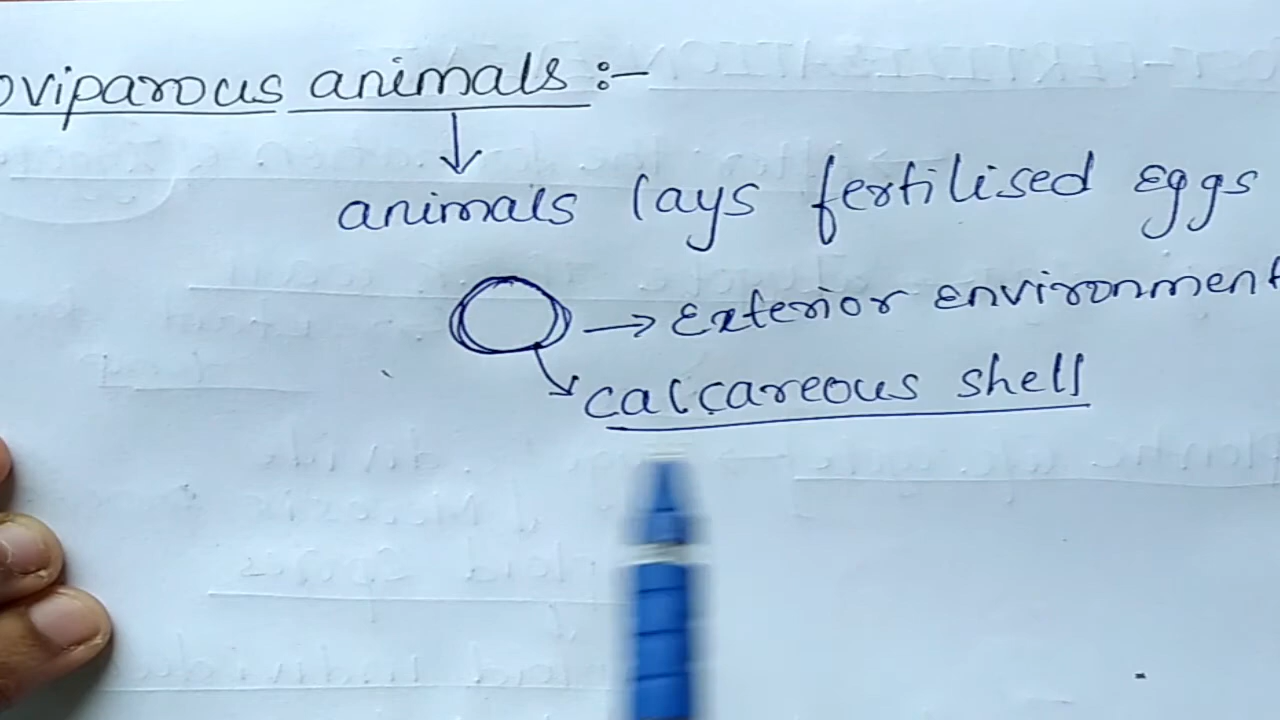 oviparous animals :-
animals lays fertilised eggs
→ Exterior environment
calcareous shell